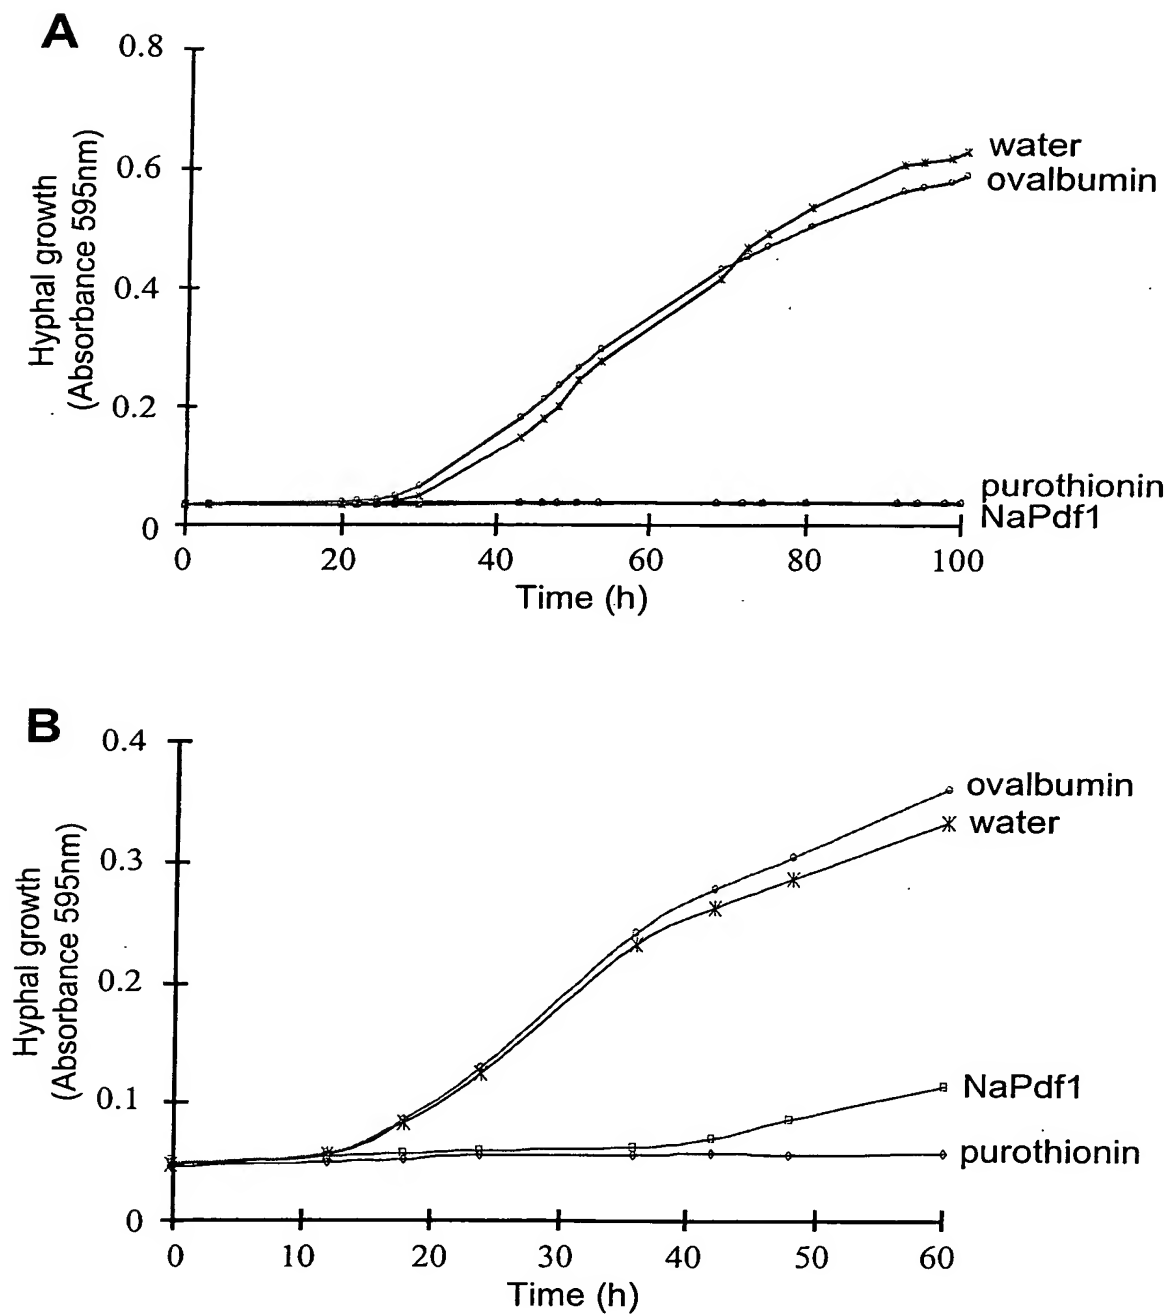 A
0.8
0.6
0.4
0.2
0
Hyphal growth
(Absorbance 595nm)
water
ovalbumin
purothionin
NaPdf1
0 20 40 60 80 100
Time (h)
B
0.4
0.3
0.2
0.1
0
Hyphal growth
(Absorbance 595nm)
ovalbumin
water
NaPdf1
purothionin
0 10 20 30 40 50 60
Time (h)